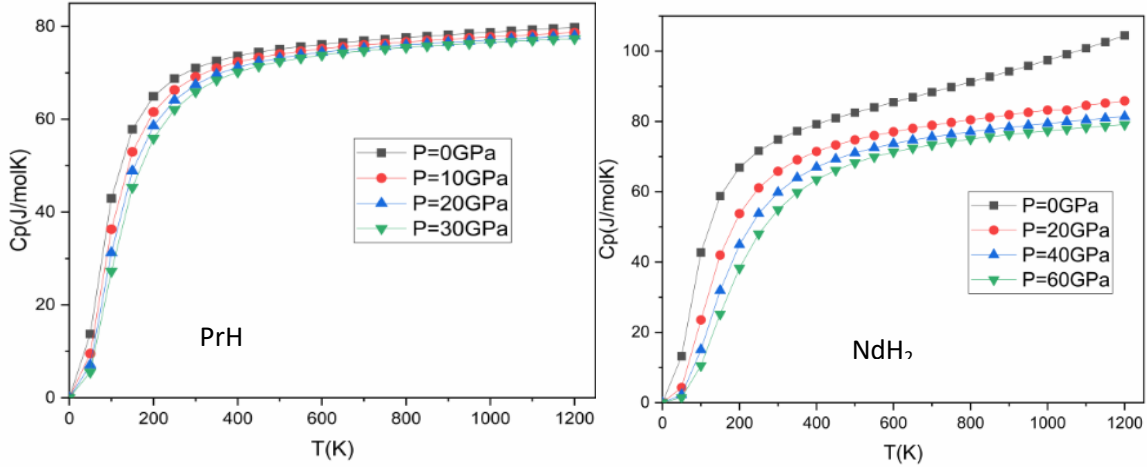 80
60
40
20
0
Cp(J/molK)
P=0GPa
P=10GPa
P=20GPa
P=30GPa
PrH
0 200 400 600 800 1000 1200
T(K)
100
80
60
40
20
0
Cp(J/molK)
P=0GPa
P=20GPa
P=40GPa
P=60GPa
NdH₂
0 200 400 600 800 1000 1200
T(K)